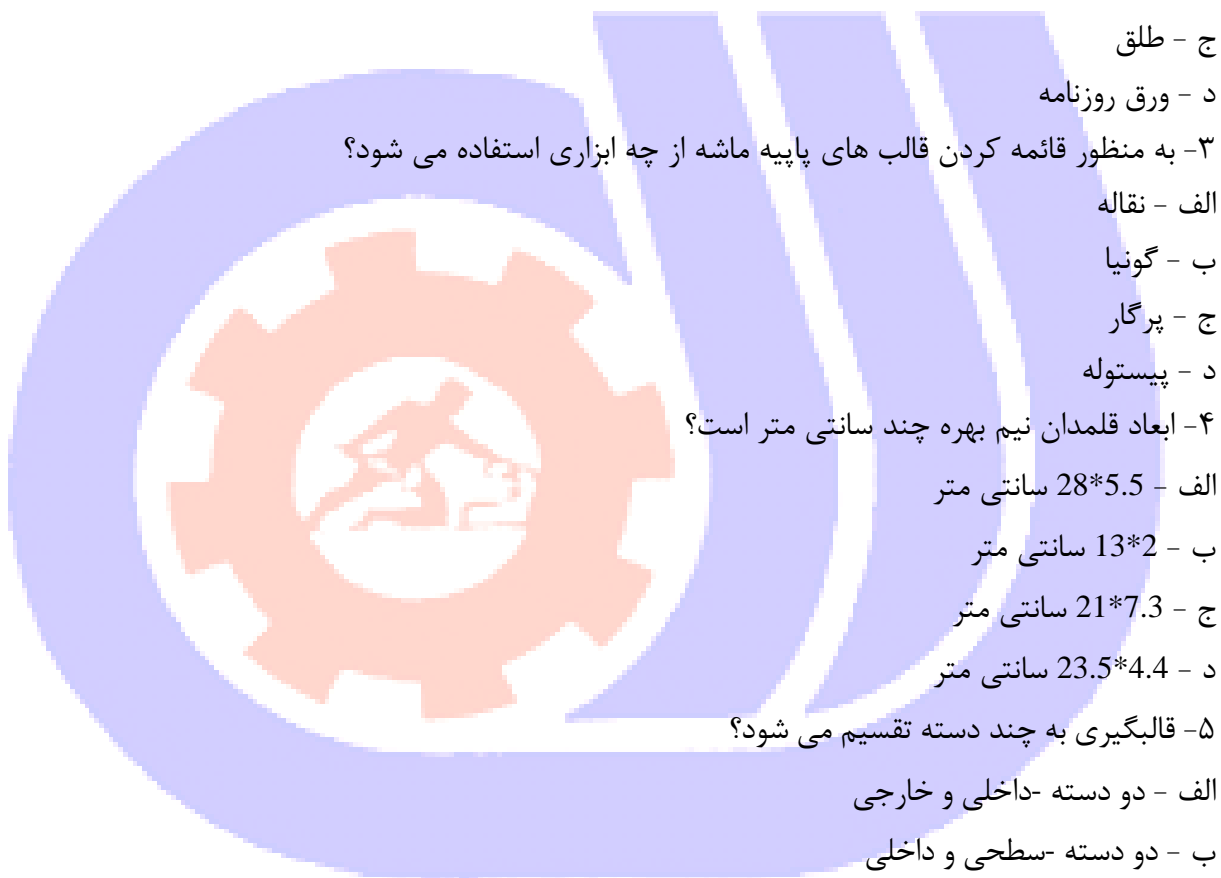 ج - طلق
د - ورق روزنامه
۳- به منظور قائمه کردن قالب های پاپیه ماشه از چه ابزاری استفاده می شود؟
الف - نقاله
ب - گونیا
ج - پرگار
د - پیستوله
۴- ابعاد قلمدان نیم بهره چند سانتی متر است؟
الف - 5.5*28 سانتی متر
ب - 2*13 سانتی متر
ج - 7.3*21 سانتی متر
د - 4.4*23.5 سانتی متر
۵- قالبگیری به چند دسته تقسیم می شود؟
الف - دو دسته -داخلی و خارجی
ب - دو دسته -سطحی و داخلی